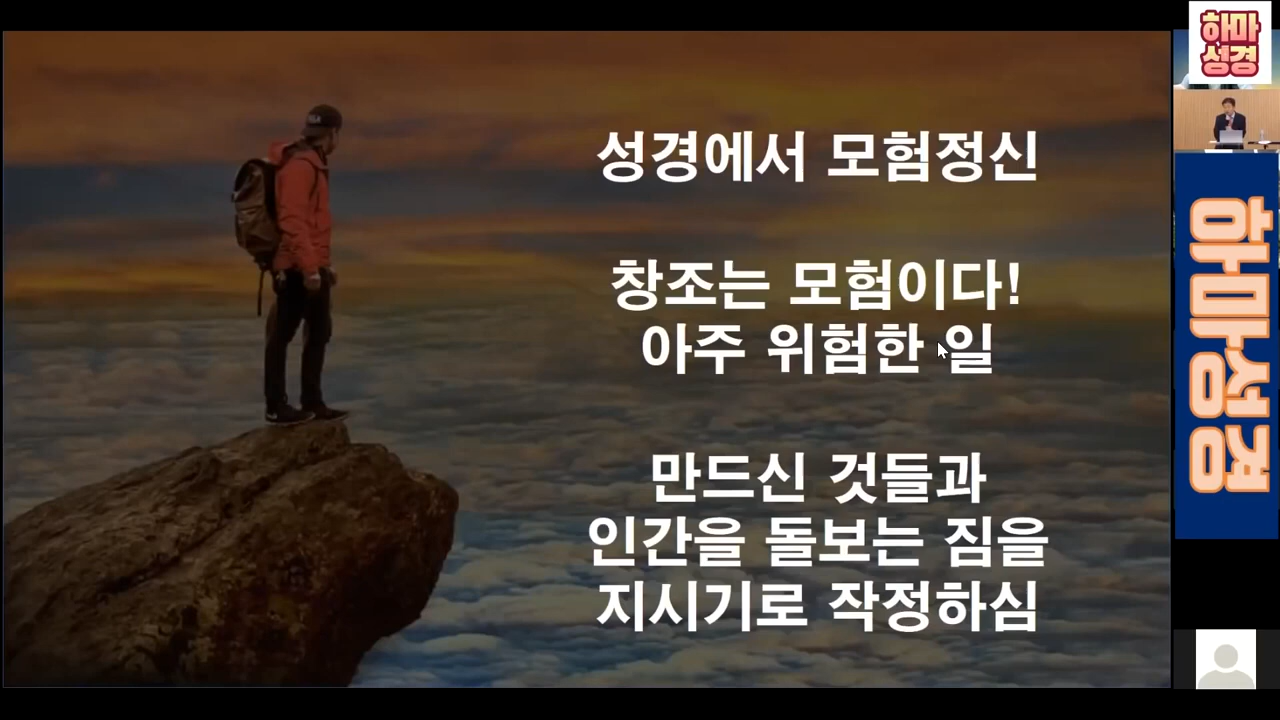 성경에서 모험정신
창조는 모험이다!
아주 위험한 일
만드신 것들과
인간을 돌보는 짐을
지시기로 작정하심
하마
성경
하마성경